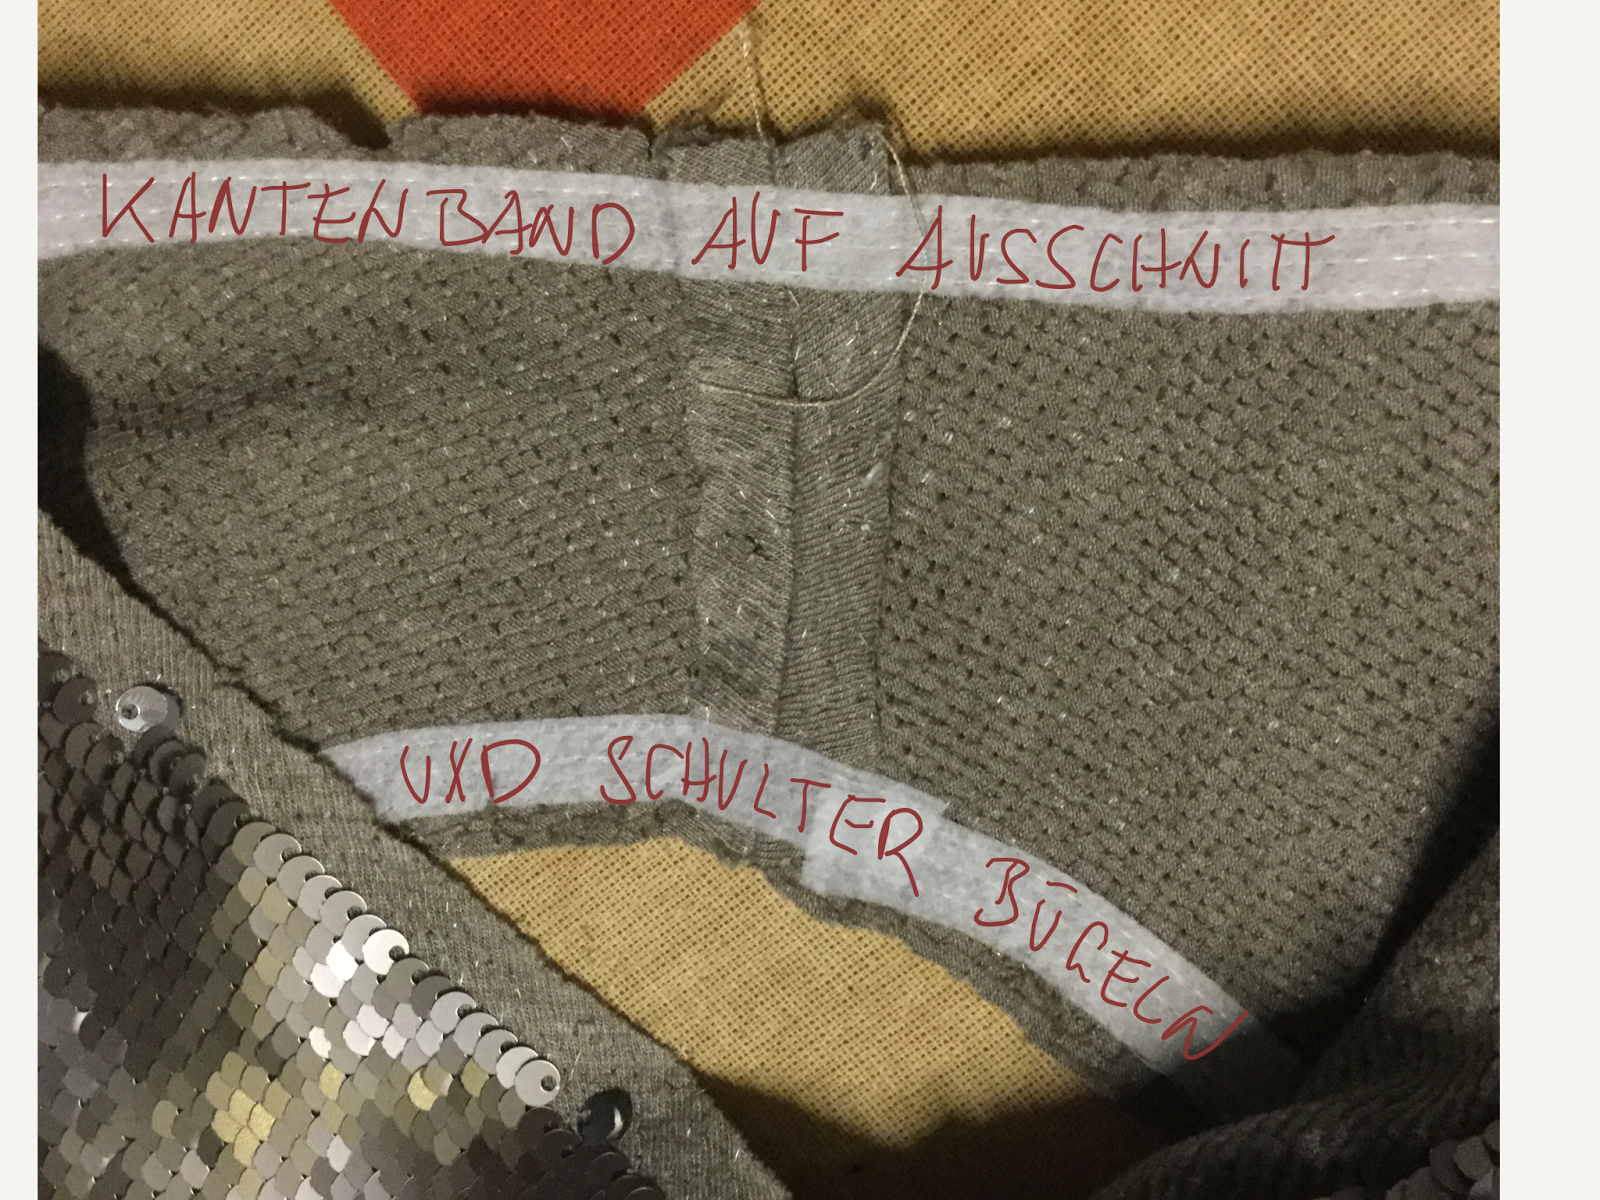 KANTENBAND AUF AUSSCHNITT
UND SCHULTER BÜGELN